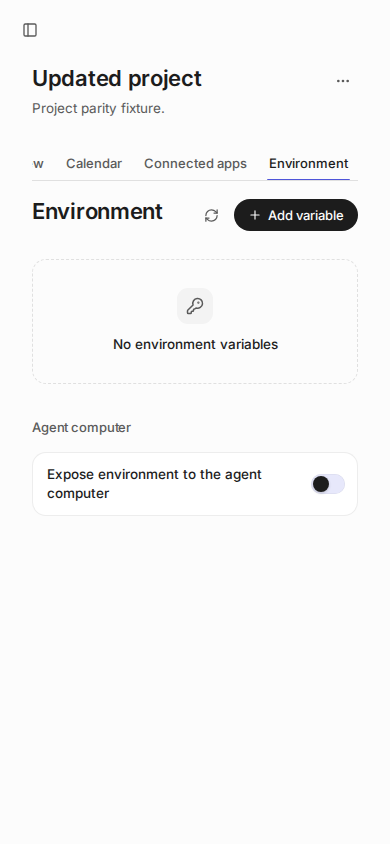 Updated project
Project parity fixture.
w Calendar Connected apps Environment
Environment
Add variable
No environment variables
Agent computer
Expose environment to the agent
computer